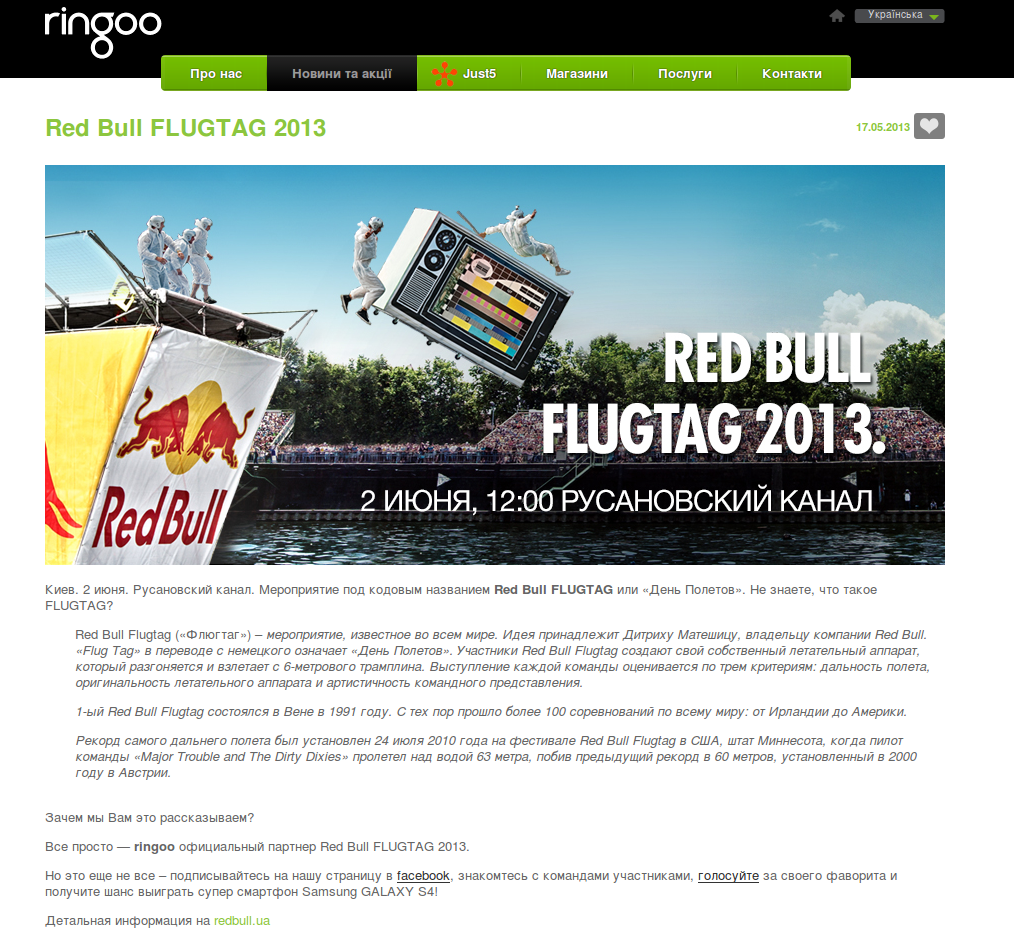 ringoo
Українська
Про нас
Новини та акції
Just5
Магазини
Послуги
Контакти
Red Bull FLUGTAG 2013
17.05.2013
RED BULL
FLUGTAG 2013.
2 ИЮНЯ, 12:00 РУСАНОВСКИЙ КАНАЛ
Red Bull
Киев. 2 июня. Русановский канал. Мероприятие под кодовым названием Red Bull FLUGTAG или «День Полетов». Не знаете, что такое
FLUGTAG?
Red Bull Flugtag («Флюгтаг») – мероприятие, известное во всем мире. Идея принадлежит Дитриху Матешицу, владельцу компании Red Bull.
«Flug Tag» в переводе с немецкого означает «День Полетов». Участники Red Bull Flugtag создают свой собственный летательный аппарат,
который разгоняется и взлетает с 6-метрового трамплина. Выступление каждой команды оценивается по трем критериям: дальность полета,
оригинальность летательного аппарата и артистичность командного представления.
1-ый Red Bull Flugtag состоялся в Вене в 1991 году. С тех пор прошло более 100 соревнований по всему миру: от Ирландии до Америки.
Рекорд самого дальнего полета был установлен 24 июля 2010 года на фестивале Red Bull Flugtag в США, штат Миннесота, когда пилот
команды «Major Trouble and The Dirty Dixies» пролетел над водой 63 метра, побив предыдущий рекорд в 60 метров, установленный в 2000
году в Австрии.
Зачем мы Вам это рассказываем?
Все просто — ringoo официальный партнер Red Bull FLUGTAG 2013.
Но это еще не все – подписывайтесь на нашу страницу в facebook, знакомтесь с командами участниками, голосуйте за своего фаворита и
получите шанс выиграть супер смартфон Samsung GALAXY S4!
Детальная информация на redbull.ua